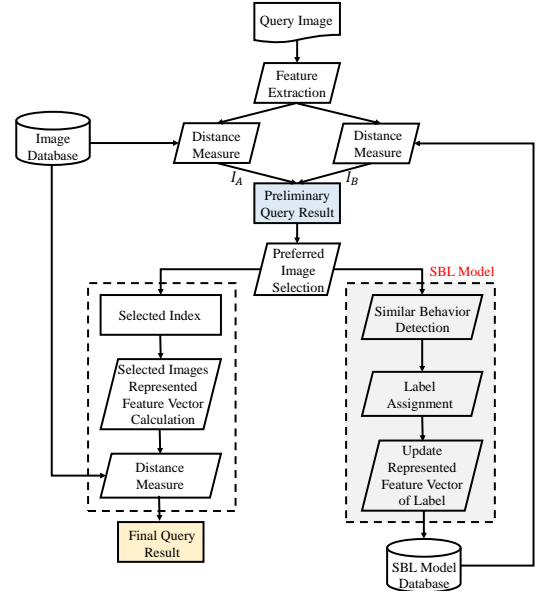 Query Image
Feature
Extraction
Image
Database
Distance
Measure
Distance
Measure
I_A
I_B
Preliminary
Query Result
Preferred
Image
Selection
SBL Model
Selected Index
Selected Images
Represented
Feature Vector
Calculation
Distance
Measure
Final Query
Result
Similar Behavior
Detection
Label
Assignment
Update
Represented
Feature Vector
of Label
SBL Model
Database